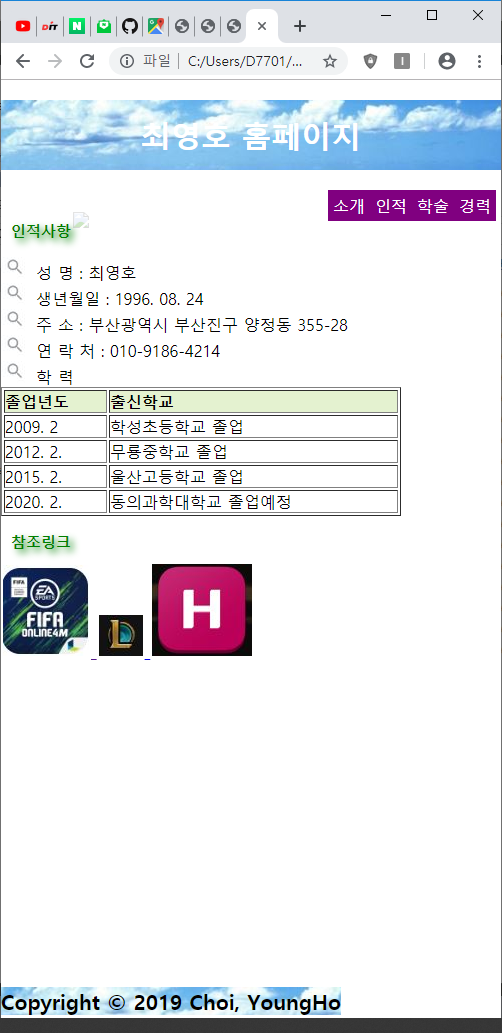 DIT
N
파일 C:/Users/D7701/...
I
최영호 홈페이지
소개 인적 학술 경력
인적사항
성 명 : 최영호
생년월일 : 1996. 08. 24
주 소 : 부산광역시 부산진구 양정동 355-28
연 락 처 : 010-9186-4214
학 력
졸업년도 출신학교
2009. 2 학성초등학교 졸업
2012. 2. 무룡중학교 졸업
2015. 2. 울산고등학교 졸업
2020. 2. 동의과학대학교 졸업예정
참조링크
FIFA
EA
SPORTS
FIFA
ONLINE4M
L
H
Copyright © 2019 Choi, YoungHo